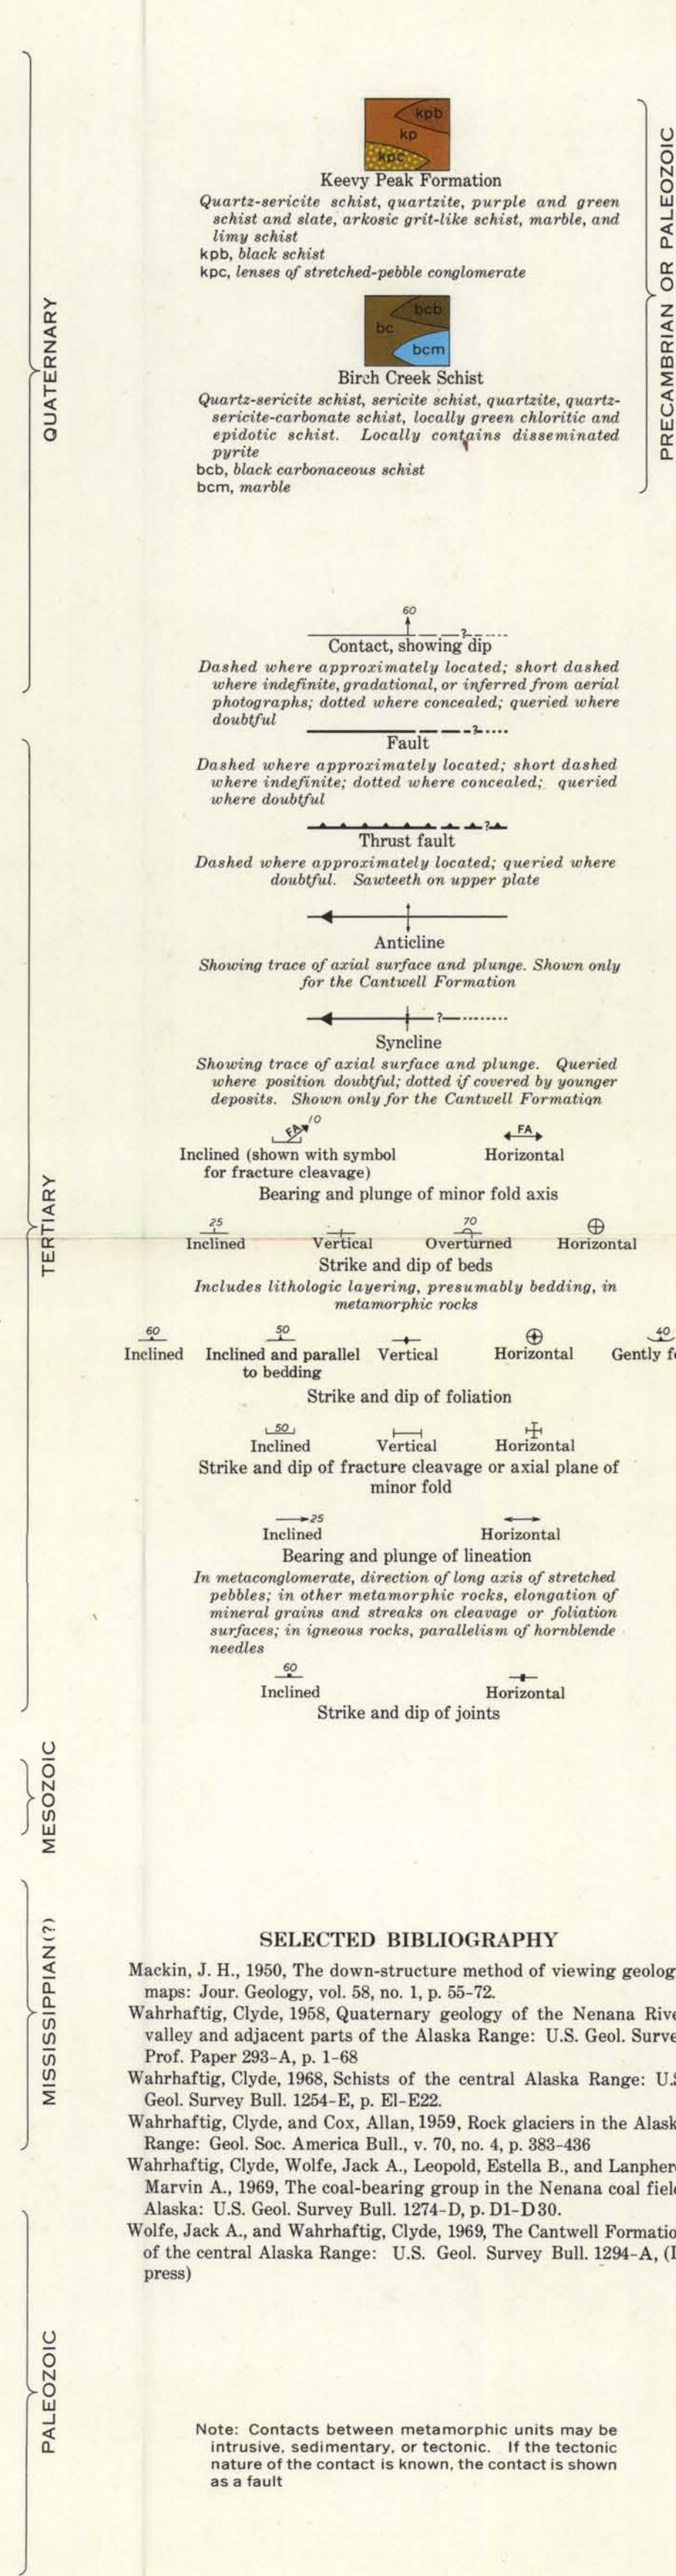 QUATERNARY
TERTIARY
MESOZOIC
MISSISSIPPIAN(?)
PALEOZOIC
PRECAMBRIAN OR PALEOZOIC
kpb
kp
kpc
Keevy Peak Formation
Quartz-sericite schist, quartzite, purple and green
schist and slate, arkosic grit-like schist, marble, and
limy schist
kpb, black schist
kpc, lenses of stretched-pebble conglomerate
bcb
bc
bcm
Birch Creek Schist
Quartz-sericite schist, sericite schist, quartzite, quartz-
sericite-carbonate schist, locally green chloritic and
epidotic schist. Locally contains disseminated
pyrite
bcb, black carbonaceous schist
bcm, marble
60
?
Contact, showing dip
Dashed where approximately located; short dashed
where indefinite, gradational, or inferred from aerial
photographs; dotted where concealed; queried where
doubtful
?
Fault
Dashed where approximately located; short dashed
where indefinite; dotted where concealed; queried
where doubtful
?
Thrust fault
Dashed where approximately located; queried where
doubtful. Sawteeth on upper plate
Anticline
Showing trace of axial surface and plunge. Shown only
for the Cantwell Formation
?
Syncline
Showing trace of axial surface and plunge. Queried
where position doubtful; dotted if covered by younger
deposits. Shown only for the Cantwell Formation
FA 10 FA
Inclined (shown with symbol Horizontal
for fracture cleavage)
Bearing and plunge of minor fold axis
25 70
Inclined Vertical Overturned Horizontal
Strike and dip of beds
Includes lithologic layering, presumably bedding, in
metamorphic rocks
60 50 40
Inclined Inclined and parallel Vertical Horizontal Gently
to bedding
Strike and dip of foliation
50
Inclined Vertical Horizontal
Strike and dip of fracture cleavage or axial plane of
minor fold
25
Inclined Horizontal
Bearing and plunge of lineation
In metaconglomerate, direction of long axis of stretched
pebbles; in other metamorphic rocks, elongation of
mineral grains and streaks on cleavage or foliation
surfaces; in igneous rocks, parallelism of hornblende
needles
60
Inclined Horizontal
Strike and dip of joints
SELECTED BIBLIOGRAPHY
Mackin, J. H., 1950, The down-structure method of viewing geolog
maps: Jour. Geology, vol. 58, no. 1, p. 55-72.
Wahrhaftig, Clyde, 1958, Quaternary geology of the Nenana Rive
valley and adjacent parts of the Alaska Range: U.S. Geol. Surve
Prof. Paper 293-A, p. 1-68
Wahrhaftig, Clyde, 1968, Schists of the central Alaska Range: U.S
Geol. Survey Bull. 1254-E, p. E1-E22.
Wahrhaftig, Clyde, and Cox, Allan, 1959, Rock glaciers in the Alask
Range: Geol. Soc. America Bull., v. 70, no. 4, p. 383-436
Wahrhaftig, Clyde, Wolfe, Jack A., Leopold, Estella B., and Lanpher
Marvin A., 1969, The coal-bearing group in the Nenana coal fiel
Alaska: U.S. Geol. Survey Bull. 1274-D, p. D1-D30.
Wolfe, Jack A., and Wahrhaftig, Clyde, 1969, The Cantwell Formatio
of the central Alaska Range: U.S. Geol. Survey Bull. 1294-A, (I
press)
Note: Contacts between metamorphic units may be
intrusive, sedimentary, or tectonic. If the tectonic
nature of the contact is known, the contact is shown
as a fault